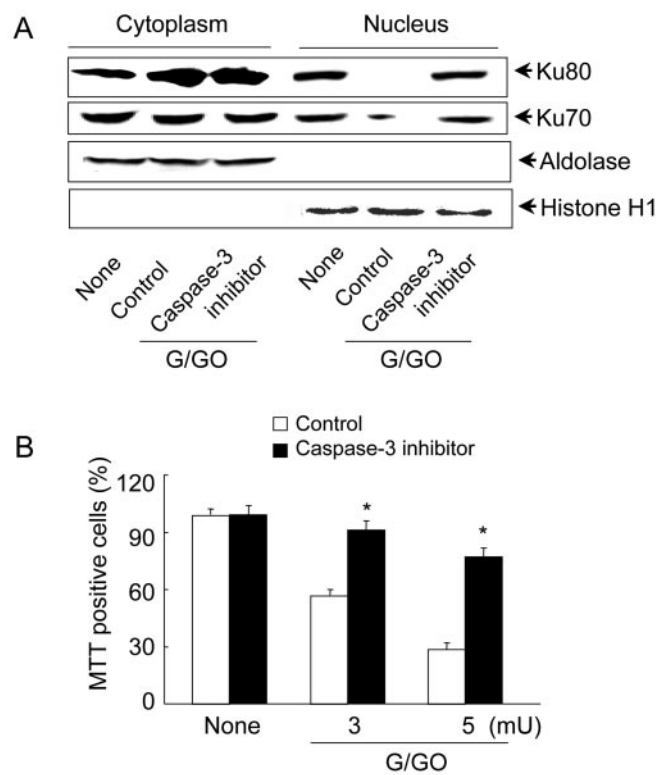 A
Cytoplasm Nucleus
Ku80
Ku70
Aldolase
Histone H1
None Control Caspase-3 inhibitor None Control Caspase-3 inhibitor
G/GO G/GO
B
Control
Caspase-3 inhibitor
MTT positive cells (%)
120
90
60
30
0
* *
None 3 5 (mU)
G/GO